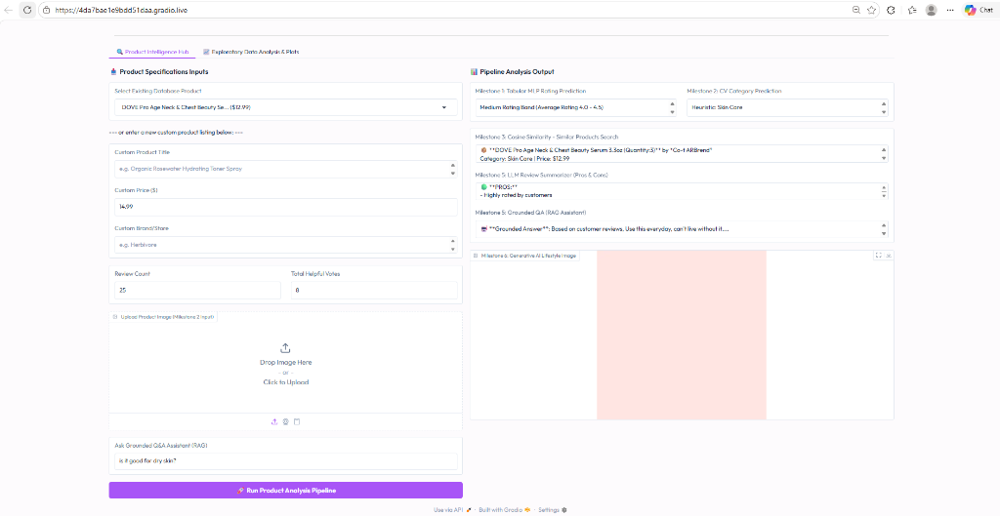 https://4da7bae1e9bdd51daa.gradio.live
Chat
Product Intelligence Hub
Exploratory Data Analysis & Plots
Product Specifications Inputs
Select Existing Database Product
DOVE Pro Age Neck & Chest Beauty Se... ($12.99)
--- or enter a new custom product listing below: ---
Custom Product Title
e.g. Organic Rosewater Hydrating Toner Spray
Custom Price ($)
14.99
Custom Brand/Store
e.g. Herbivore
Review Count
Total Helpful Votes
25
8
Upload Product Image (Milestone 2 Input)
Drop Image Here
- or -
Click to Upload
Ask Grounded Q&A Assistant (RAG)
is it good for dry skin?
Run Product Analysis Pipeline
Pipeline Analysis Output
Milestone 1: Tabular MLP Rating Prediction
Milestone 2: CV Category Prediction
Medium Rating Band (Average Rating 4.0 - 4.5)
Heuristic: Skin Care
Milestone 3: Cosine Similarity - Similar Products Search
**DOVE Pro Age Neck & Chest Beauty Serum 3.3oz (Quantity:3)** by *Co-t ARBrend*
Category: Skin Care | Price: $12.99
Milestone 5: LLM Review Summarizer (Pros & Cons)
**PROS:**
- Highly rated by customers
Milestone 5: Grounded QA (RAG Assistant)
**Grounded Answer**: Based on customer reviews, Use this everyday, can't live without it....
Milestone 6: Generative AI Lifestyle Image
Use via API · Built with Gradio · Settings